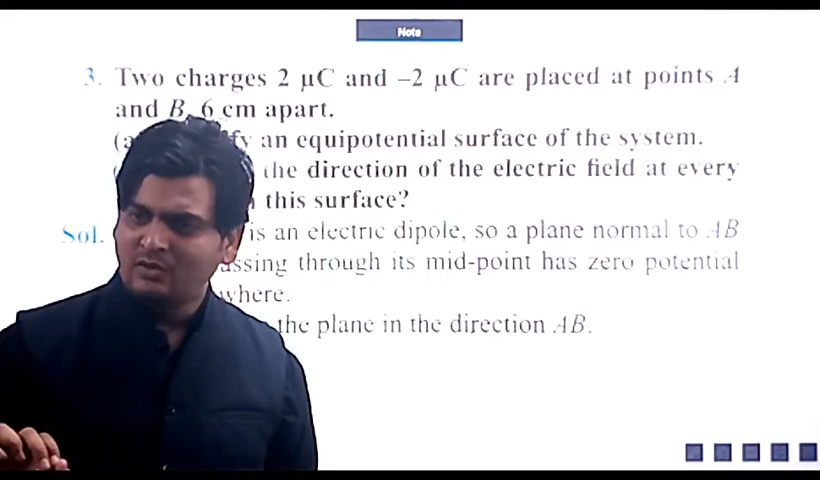 Note
3. Two charges 2 μC and –2 μC are placed at points A
and B, 6 cm apart.
(a) fy an equipotential surface of the system.
the direction of the electric field at every
this surface?
Sol. is an electric dipole, so a plane normal to AB
assing through its mid-point has zero potential
where.
the plane in the direction AB.